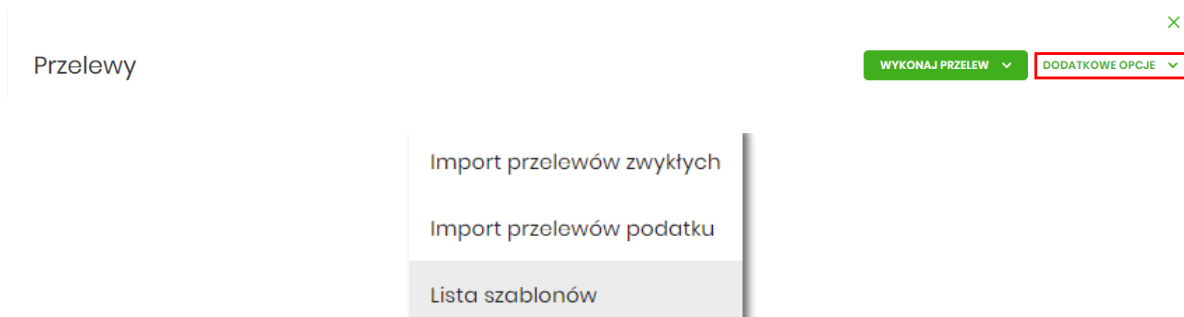 Przelewy
WYKONAJ PRZELEW
DODATKOWE OPCJE
Import przelewów zwykłych
Import przelewów podatku
Lista szablonów